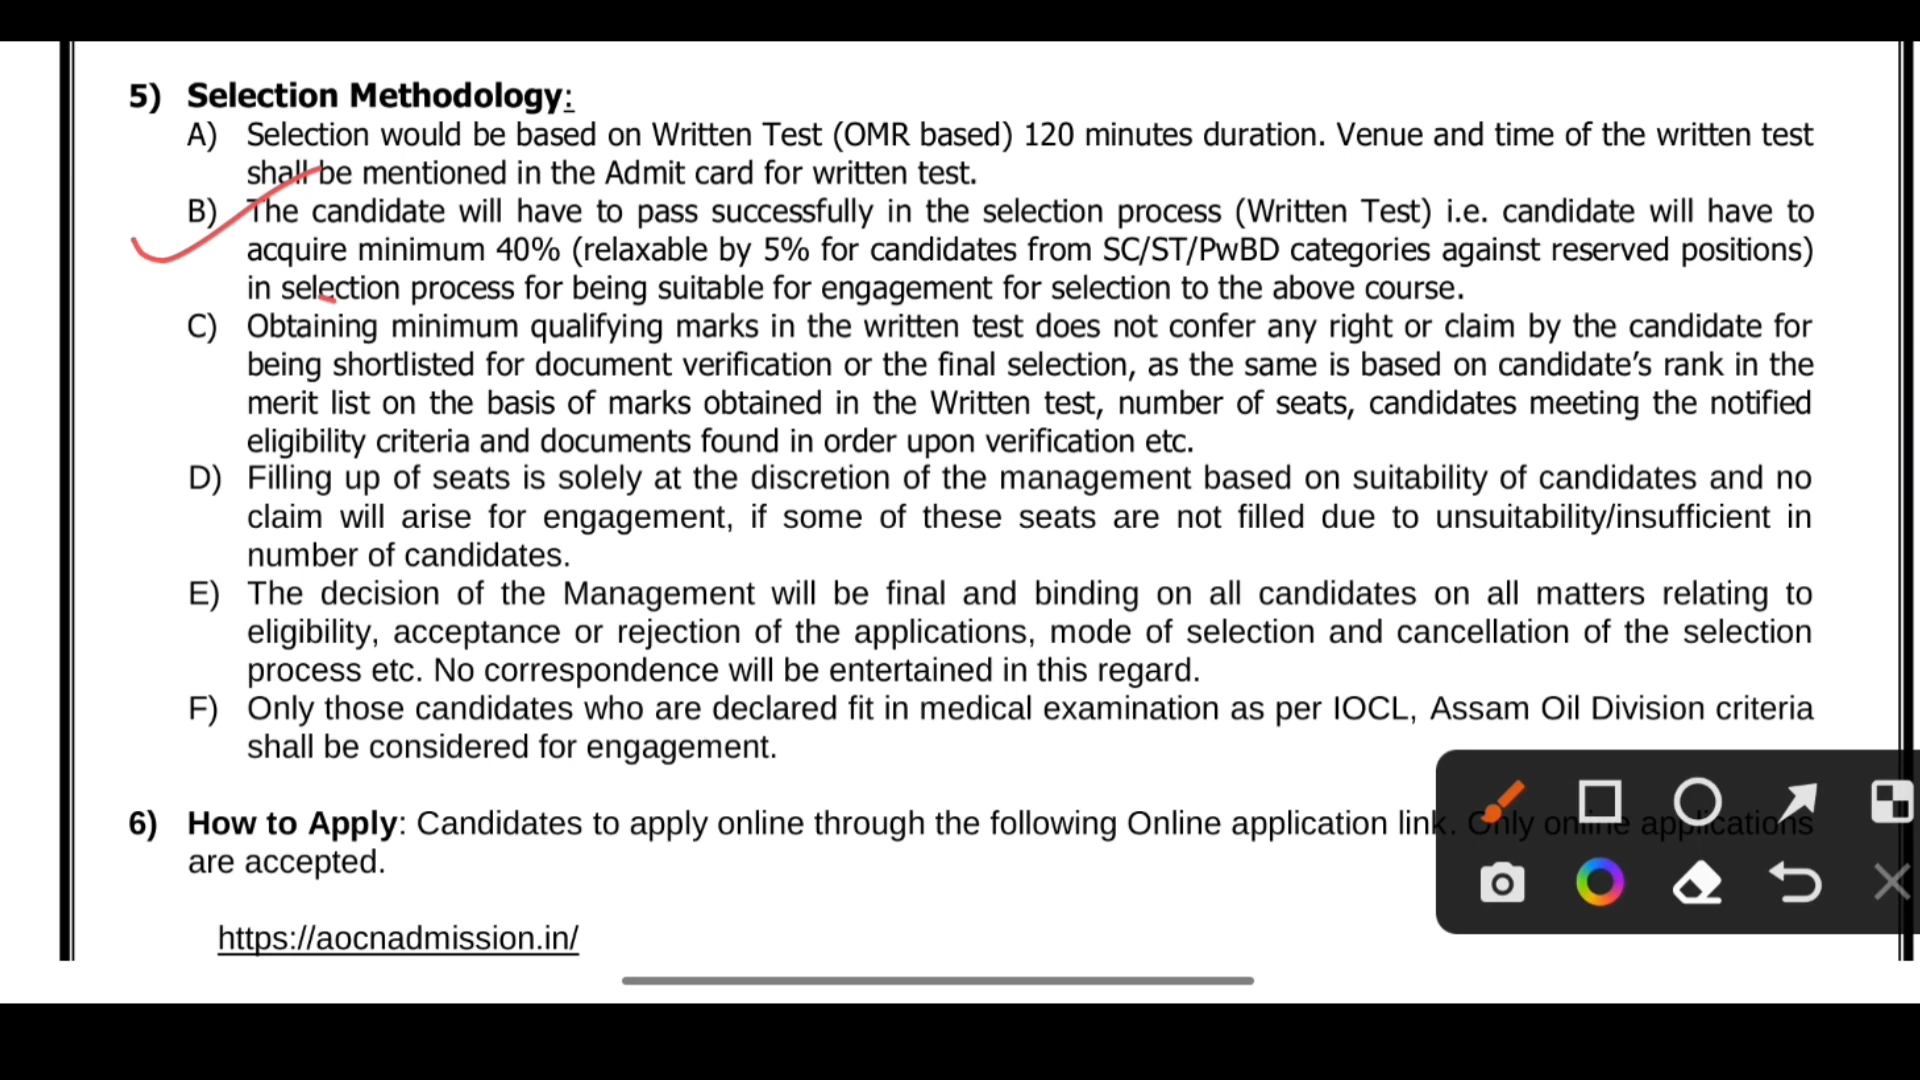 5) Selection Methodology:
A) Selection would be based on Written Test (OMR based) 120 minutes duration. Venue and time of the written test
shall be mentioned in the Admit card for written test.
B) The candidate will have to pass successfully in the selection process (Written Test) i.e. candidate will have to
acquire minimum 40% (relaxable by 5% for candidates from SC/ST/PwBD categories against reserved positions)
in selection process for being suitable for engagement for selection to the above course.
C) Obtaining minimum qualifying marks in the written test does not confer any right or claim by the candidate for
being shortlisted for document verification or the final selection, as the same is based on candidate’s rank in the
merit list on the basis of marks obtained in the Written test, number of seats, candidates meeting the notified
eligibility criteria and documents found in order upon verification etc.
D) Filling up of seats is solely at the discretion of the management based on suitability of candidates and no
claim will arise for engagement, if some of these seats are not filled due to unsuitability/insufficient in
number of candidates.
E) The decision of the Management will be final and binding on all candidates on all matters relating to
eligibility, acceptance or rejection of the applications, mode of selection and cancellation of the selection
process etc. No correspondence will be entertained in this regard.
F) Only those candidates who are declared fit in medical examination as per IOCL, Assam Oil Division criteria
shall be considered for engagement.
6) How to Apply: Candidates to apply online through the following Online application link. Only online applications
are accepted.
https://aocnadmission.in/